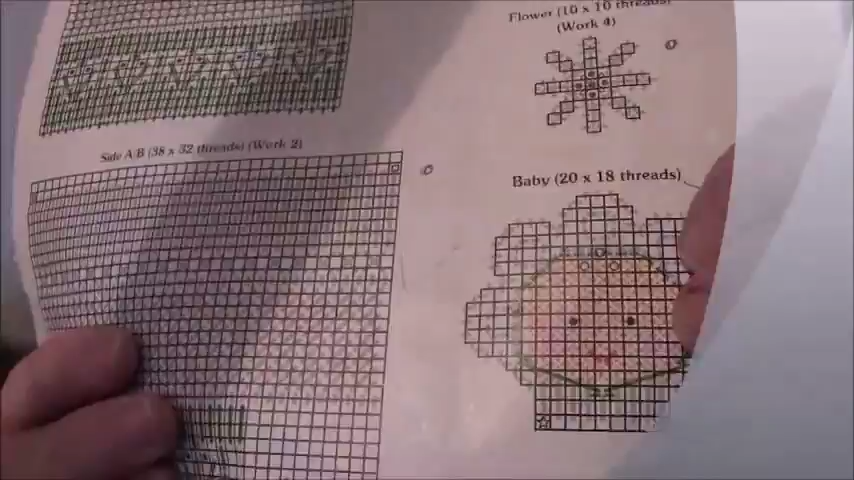 Flower (10 x 10 threads)
(Work 4)
Side A/B (38 x 32 threads) (Work 2)
Baby (20 x 18 threads)